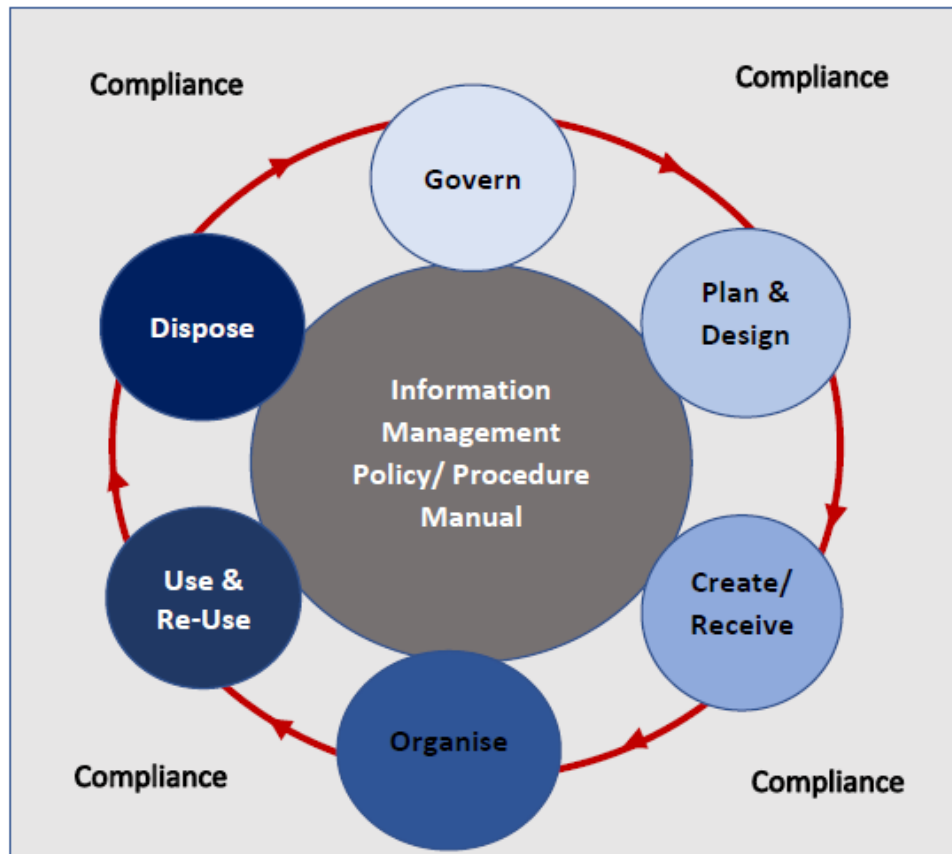 Compliance
Compliance
Govern
Plan &
Design
Dispose
Information
Management
Policy/ Procedure
Manual
Use &
Re-Use
Create/
Receive
Organise
Compliance
Compliance